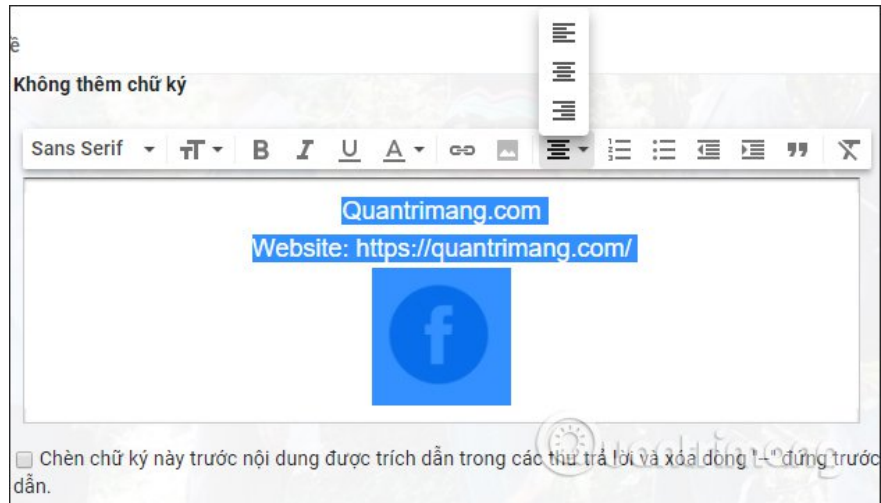 ề
Không thêm chữ ký
Sans Serif
Quantrimang.com
Website: https://quantrimang.com/
f
Chèn chữ ký này trước nội dung được trích dẫn trong các thư trả lời và xóa dòng "--" đứng trước
dẫn.
Quantrimang